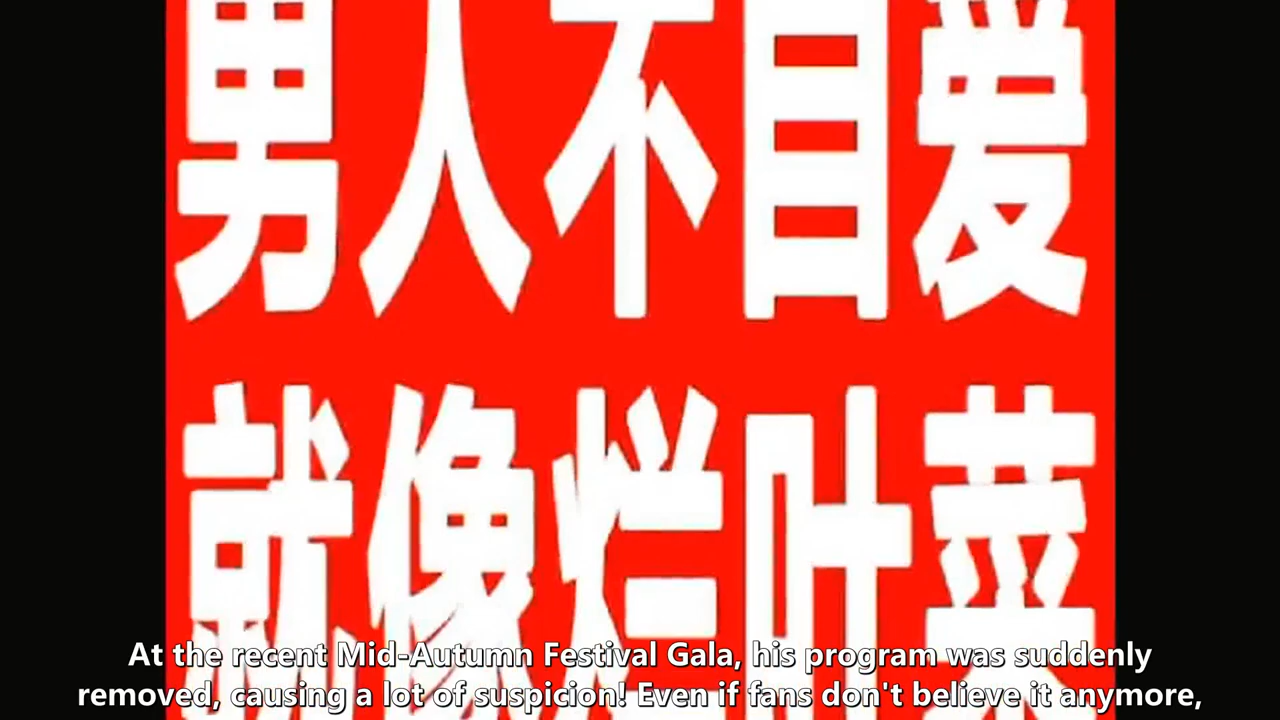 男人不自爱
就像烂叶菜
At the recent Mid-Autumn Festival Gala, his program was suddenly
removed, causing a lot of suspicion! Even if fans don't believe it anymore,